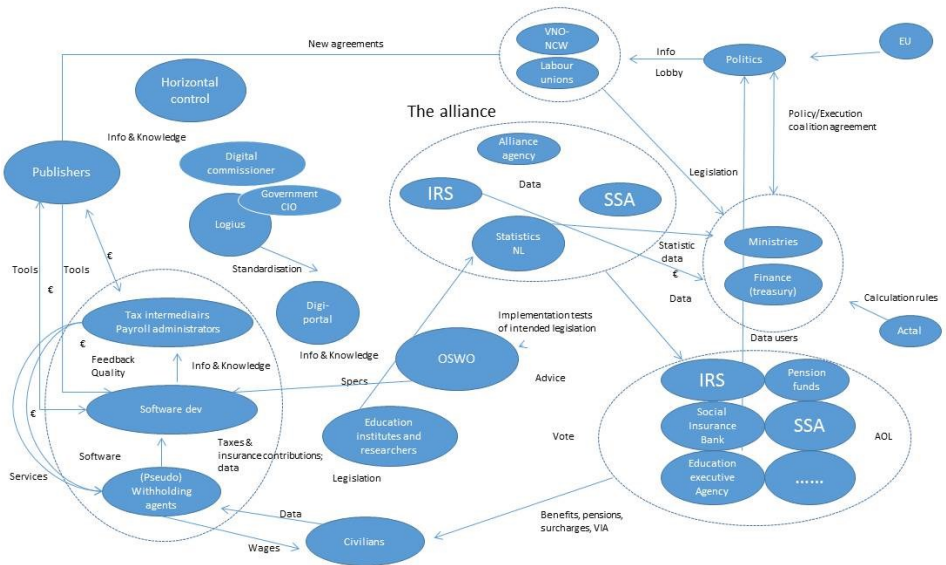 VNO-
NCW
EU
New agreements
Info
Politics
Lobby
Labour
unions
Horizontal
control
The alliance
Policy/Execution
coalition agreement
Info & Knowledge
Alliance
agency
Digital
commissioner
Publishers
Legislation
Data
Government
CIO
IRS
SSA
Logius
Statistics
NL
Ministries
Statistic
data
€
€
Standardisation
Tools
Tools
Finance
(treasury)
€
Data
Digi-
portal
Calculation rules
Tax intermediairs
Payroll administrators
Implementation tests
of intended legislation
Actal
€
Data users
Info & Knowledge
OSWO
Feedback
Quality
Info & Knowledge
Specs
Advice
IRS
Pension
funds
Software dev
€
Social
Insurance
Bank
SSA
Education
institutes and
researchers
Vote
AOL
Taxes &
insurance contributions;
data
Software
Services
Legislation
Education
executive
Agency
......
(Pseudo)
Withholding
agents
Data
Benefits, pensions,
surcharges, VIA
Civilians
Wages